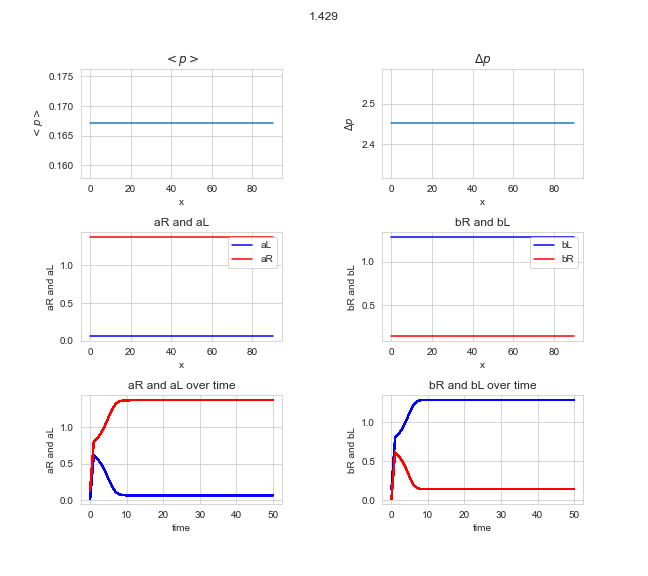 1.429
< p >
Δp
0.175
0.170
0.165
0.160
< p >
0 20 40 60 80
x
2.5
2.4
Δp
0 20 40 60 80
x
aR and aL
bR and bL
1.0
0.5
0.0
aR and aL
aL
aR
0 20 40 60 80
x
1.0
0.5
bR and bL
bL
bR
0 20 40 60 80
x
aR and aL over time
bR and bL over time
1.0
0.5
0.0
aR and aL
0 10 20 30 40 50
time
1.0
0.5
0.0
bR and bL
0 10 20 30 40 50
time